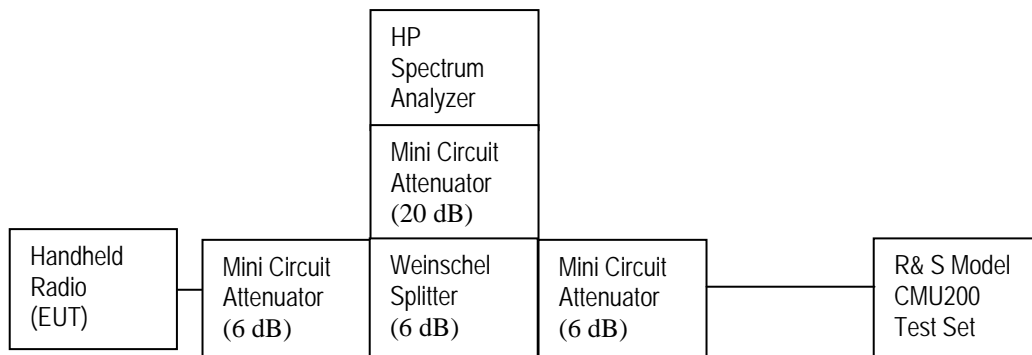 HP
Spectrum
Analyzer
Mini Circuit
Attenuator
(20 dB)
Handheld
Radio
(EUT)
Mini Circuit
Attenuator
(6 dB)
Weinschel
Splitter
(6 dB)
Mini Circuit
Attenuator
(6 dB)
R& S Model
CMU200
Test Set